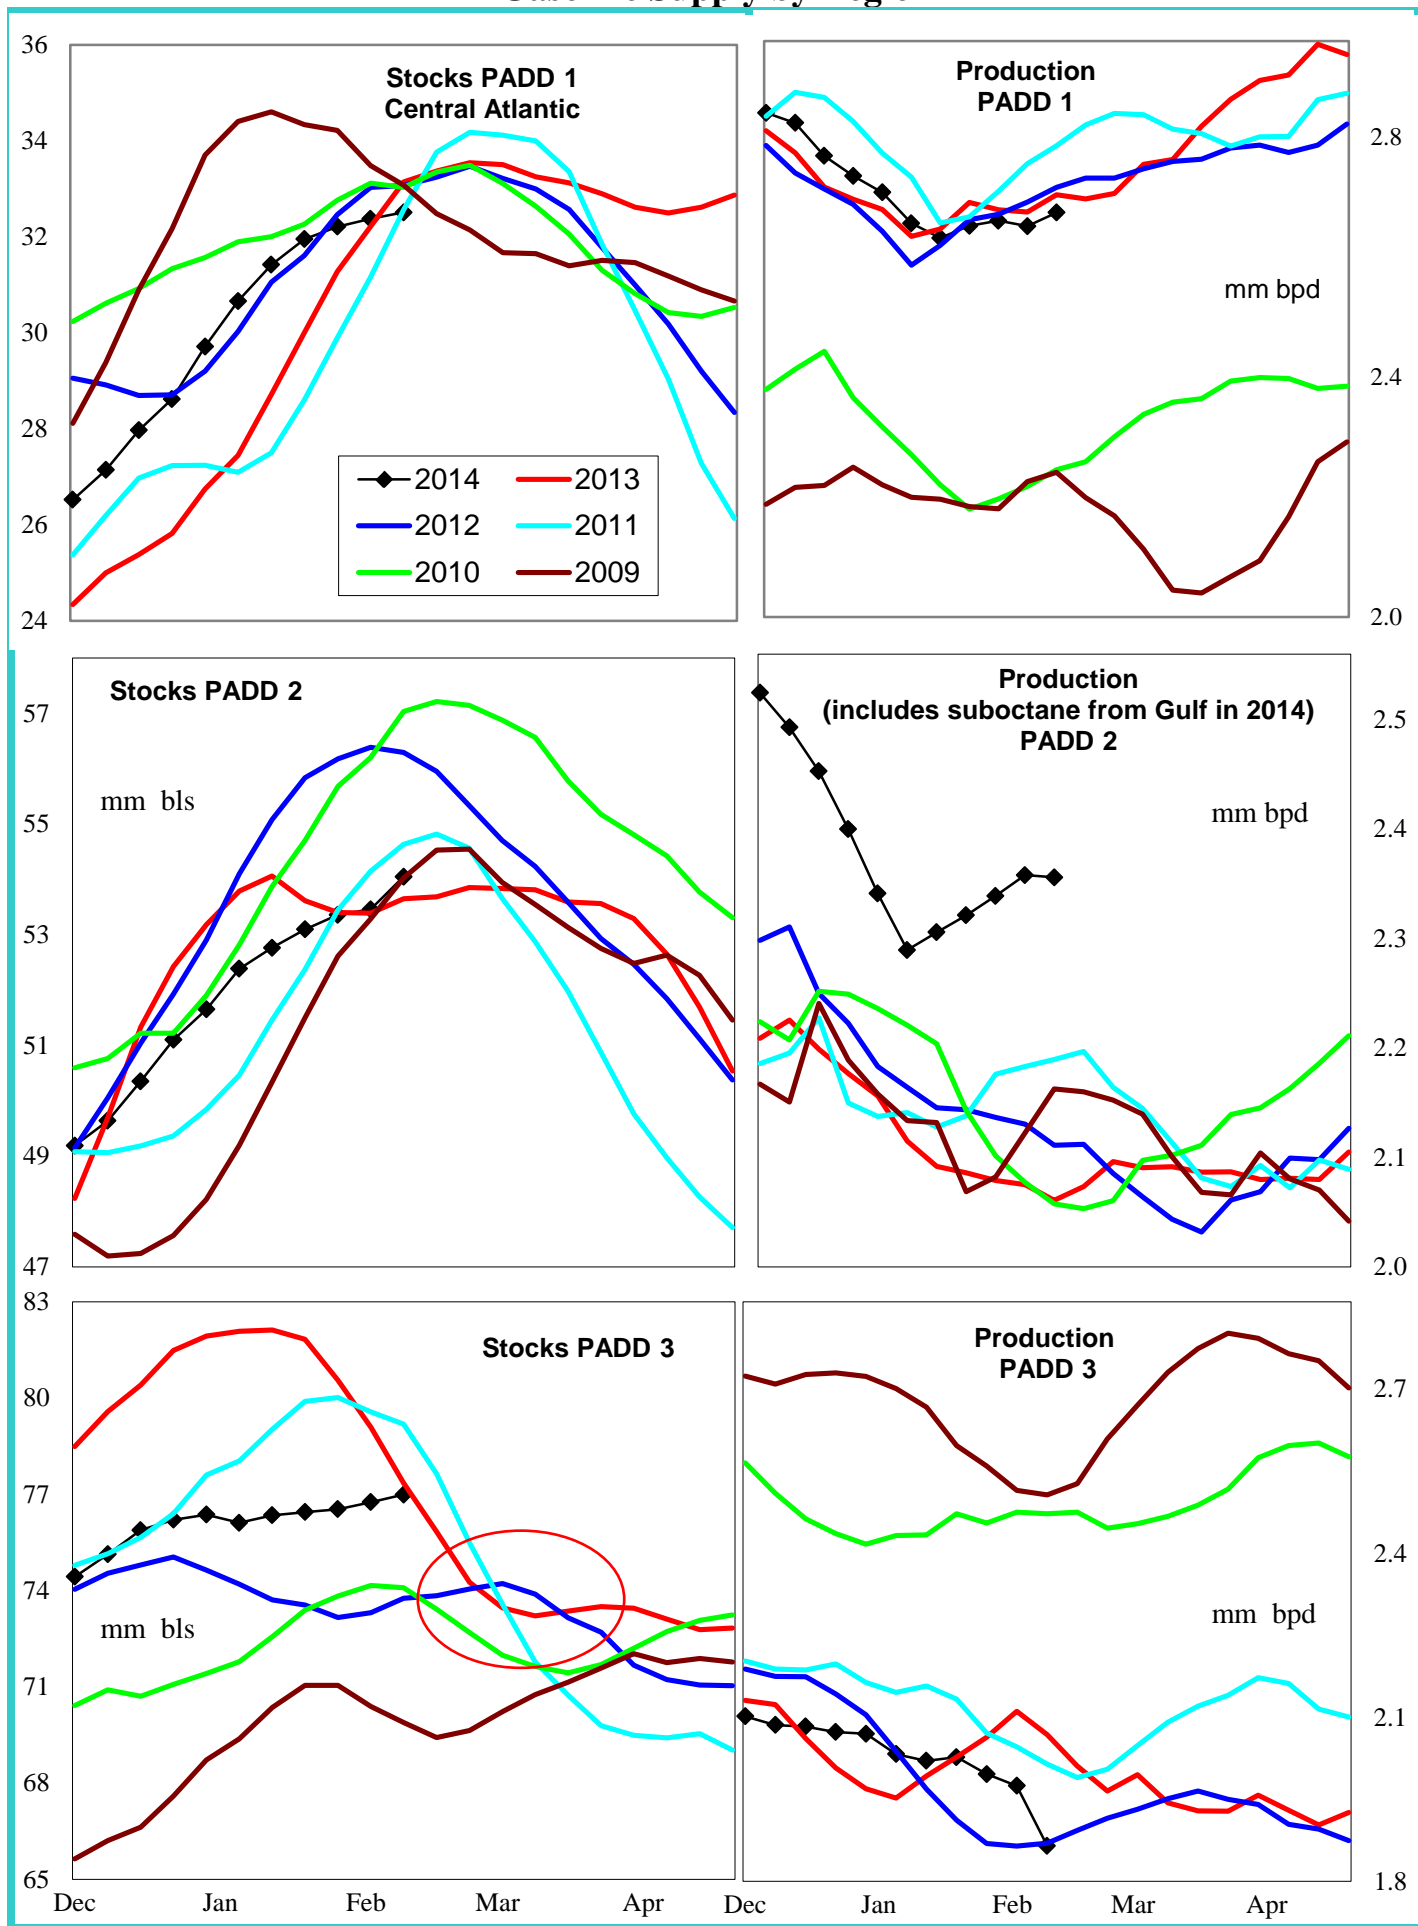 36
34
32
30
28
26
24
Stocks PADD 1
Central Atlantic
2014
2013
2012
2011
2010
2009
Production
PADD 1
mm bpd
2.8
2.4
2.0
57
55
53
51
49
47
Stocks PADD 2
mm bls
Production
(includes suboctane from Gulf in 2014)
PADD 2
mm bpd
2.5
2.4
2.3
2.2
2.1
2.0
83
80
77
74
71
68
65
Stocks PADD 3
mm bls
Dec Jan Feb Mar Apr
Production
PADD 3
mm bpd
2.7
2.4
2.1
1.8
Dec Jan Feb Mar Apr